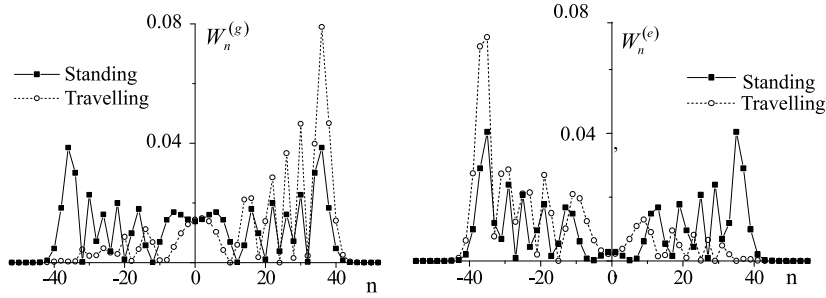 0.08
W_n^(g)
Standing
Travelling
0.04
-40 -20 0 20 40 n
0.08
W_n^(e)
Standing
Travelling
0.04
,
-40 -20 0 20 40 n